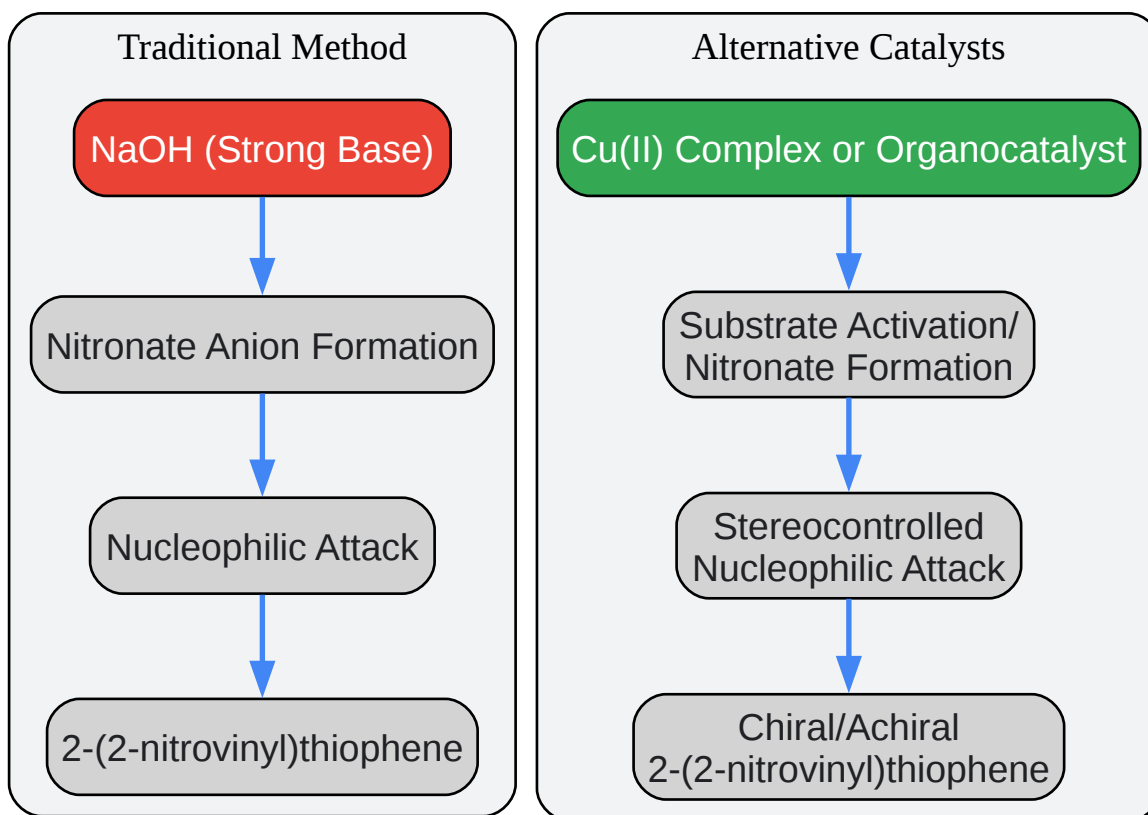 Traditional Method
NaOH (Strong Base)
Nitronate Anion Formation
Nucleophilic Attack
2-(2-nitrovinyl)thiophene
Alternative Catalysts
Cu(II) Complex or Organocatalyst
Substrate Activation/
Nitronate Formation
Stereocontrolled
Nucleophilic Attack
Chiral/Achiral
2-(2-nitrovinyl)thiophene